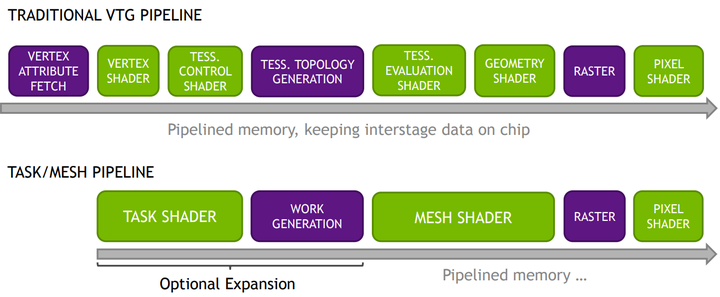 TRADITIONAL VTG PIPELINE
VERTEX
ATTRIBUTE
FETCH
VERTEX
SHADER
TESS.
CONTROL
SHADER
TESS. TOPOLOGY
GENERATION
TESS.
EVALUATION
SHADER
GEOMETRY
SHADER
RASTER
PIXEL
SHADER
Pipelined memory, keeping interstage data on chip
TASK/MESH PIPELINE
TASK SHADER
WORK
GENERATION
MESH SHADER
RASTER
PIXEL
SHADER
Optional Expansion
Pipelined memory ...